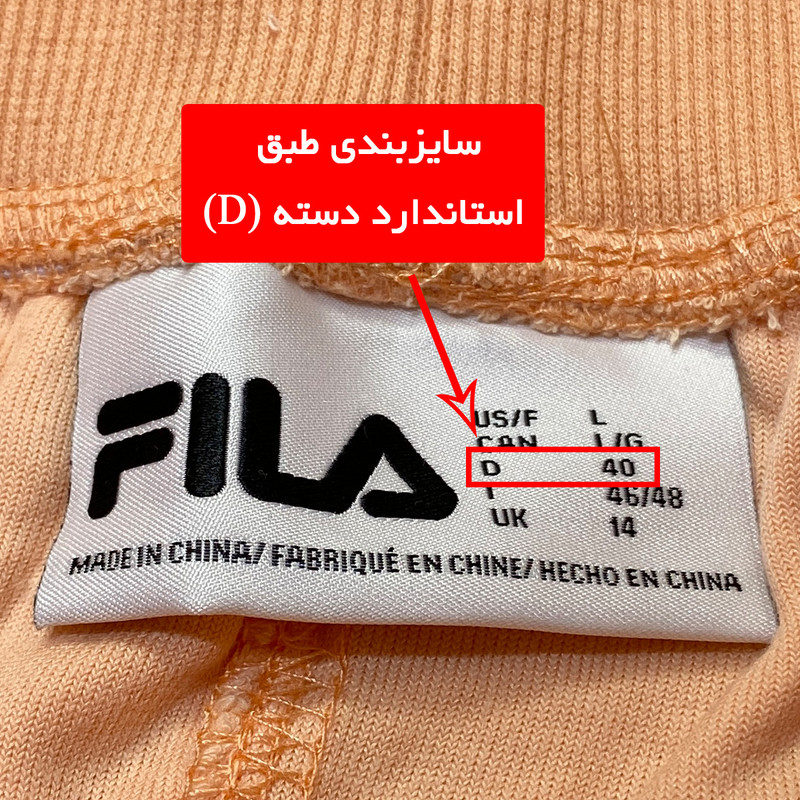 سایزبندی طبق
استاندارد دسته (D)
FILA
US/F L
CAN L/G
D 40
I 46/48
UK 14
MADE IN CHINA/ FABRIQUÉ EN CHINE/ HECHO EN CHINA